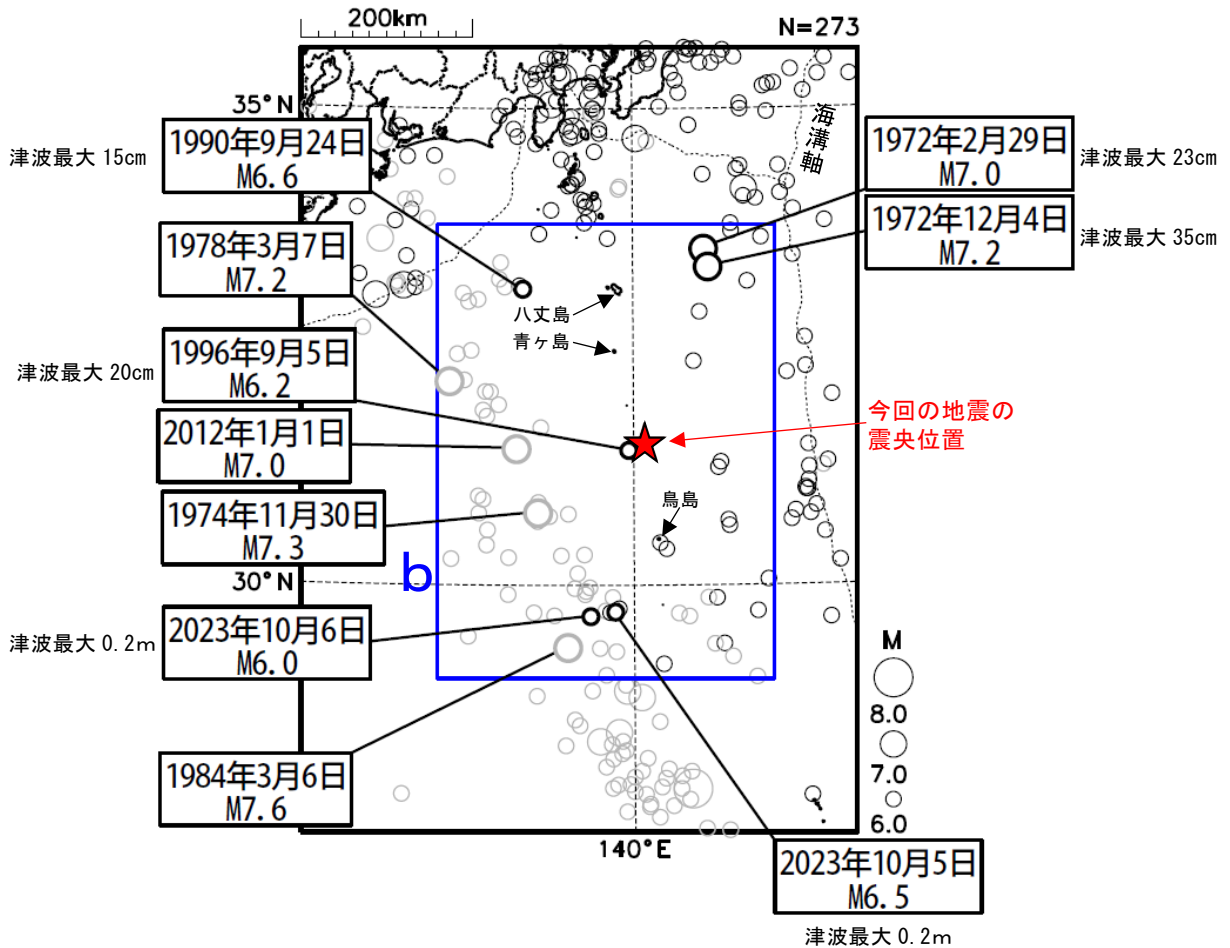 200km
N=273
35°N
海溝軸
1990年9月24日
M6.6
津波最大 15cm
1972年2月29日
M7.0
津波最大 23cm
1972年12月4日
M7.2
津波最大 35cm
1978年3月7日
M7.2
八丈島
青ヶ島
1996年9月5日
M6.2
津波最大 20cm
今回の地震の
震央位置
2012年1月1日
M7.0
1974年11月30日
M7.3
鳥島
b
30°N
2023年10月6日
M6.0
津波最大 0.2m
M
8.0
7.0
6.0
1984年3月6日
M7.6
140°E
2023年10月5日
M6.5
津波最大 0.2m